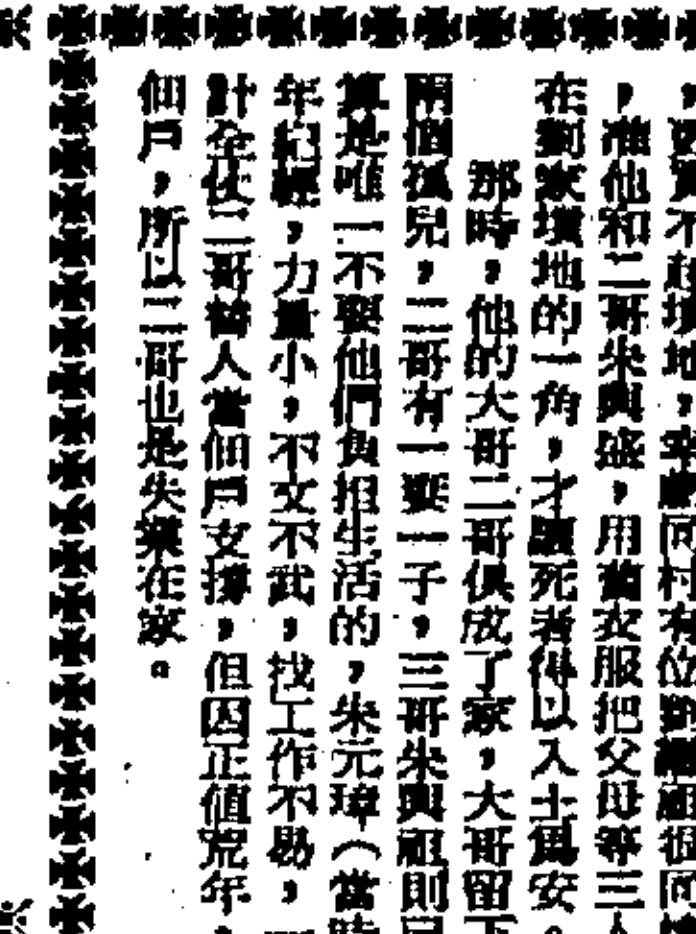 ，更買不起墳地，幸虧同村有位劉繼祖
，准他和二哥朱興盛，用舊衣服把父母等三人
在劉家墳地的一角，才讓死者得以入土爲安。
那時，他的大哥二哥俱成了家，大哥留下
兩個孤兒，二哥有一妻一子，三哥朱興祖則
算是唯一不要他們負担生活的，朱元璋（當時
年紀輕，力量小，不文不武，找工作不易，
計全仗二哥替人當佃戶支撐，但因正值荒年，
佃戶，所以二哥也是失業在家。